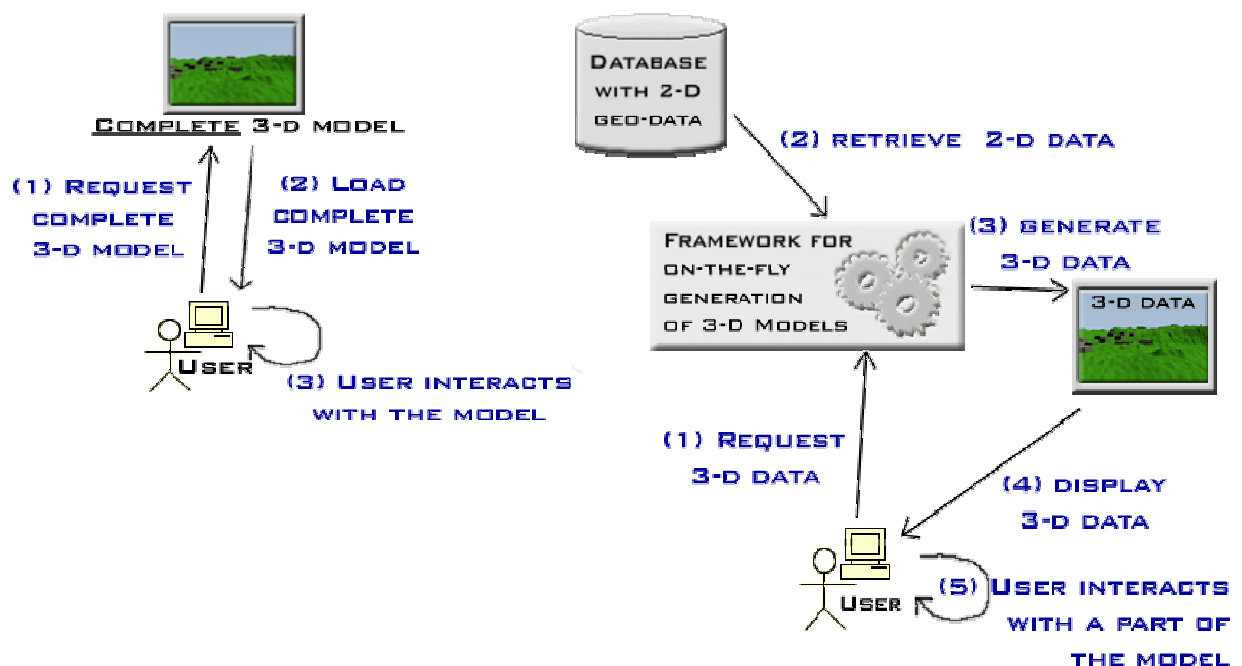 COMPLETE 3-D MODEL
(1) REQUEST
COMPLETE
3-D MODEL
(2) LOAD
COMPLETE
3-D MODEL
USER
(3) USER INTERACTS
WITH THE MODEL
DATABASE
WITH 2-D
GEO-DATA
(2) RETRIEVE 2-D DATA
FRAMEWORK FOR
ON-THE-FLY
GENERATION
OF 3-D MODELS
(3) GENERATE
3-D DATA
3-D DATA
(1) REQUEST
3-D DATA
(4) DISPLAY
3-D DATA
USER
(5) USER INTERACTS
WITH A PART OF
THE MODEL